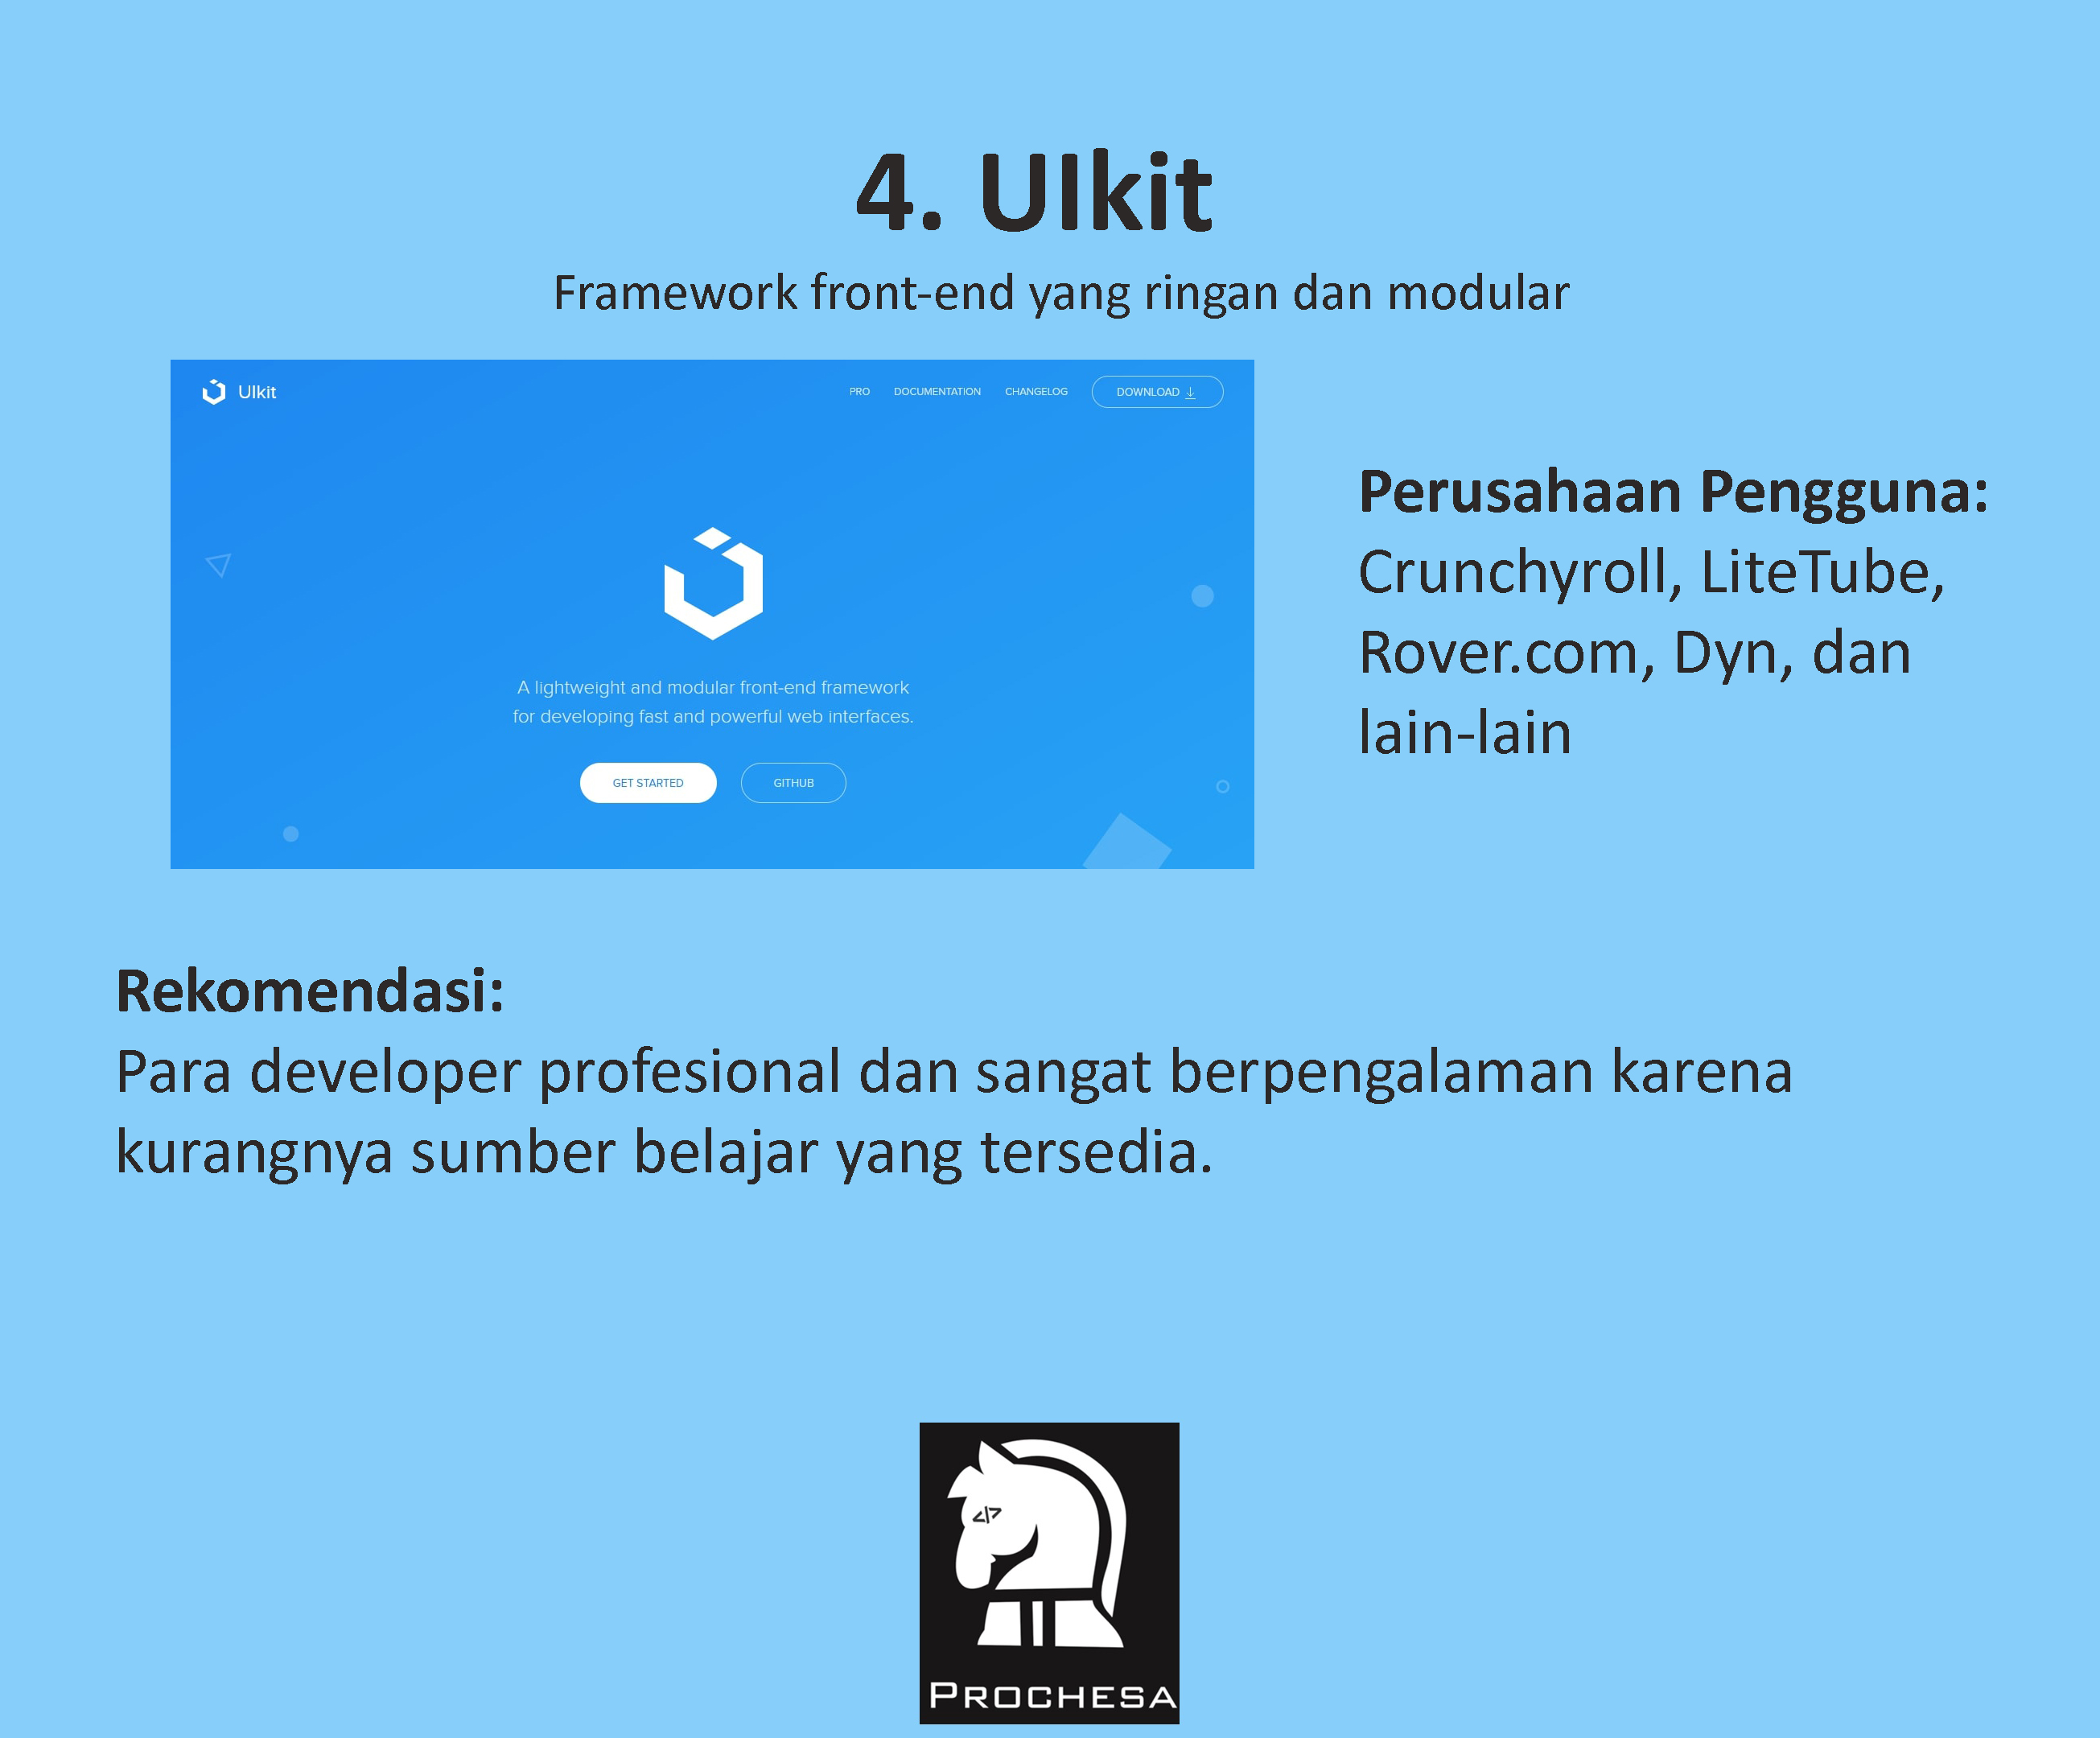 4. UIkit
Framework front-end yang ringan dan modular
UIkit
PRO DOCUMENTATION CHANGELOG DOWNLOAD
A lightweight and modular front-end framework
for developing fast and powerful web interfaces.
GET STARTED GITHUB
Perusahaan Pengguna:
Crunchyroll, LiteTube,
Rover.com, Dyn, dan
lain-lain
Rekomendasi:
Para developer profesional dan sangat berpengalaman karena
kurangnya sumber belajar yang tersedia.
</>
PROCHESA